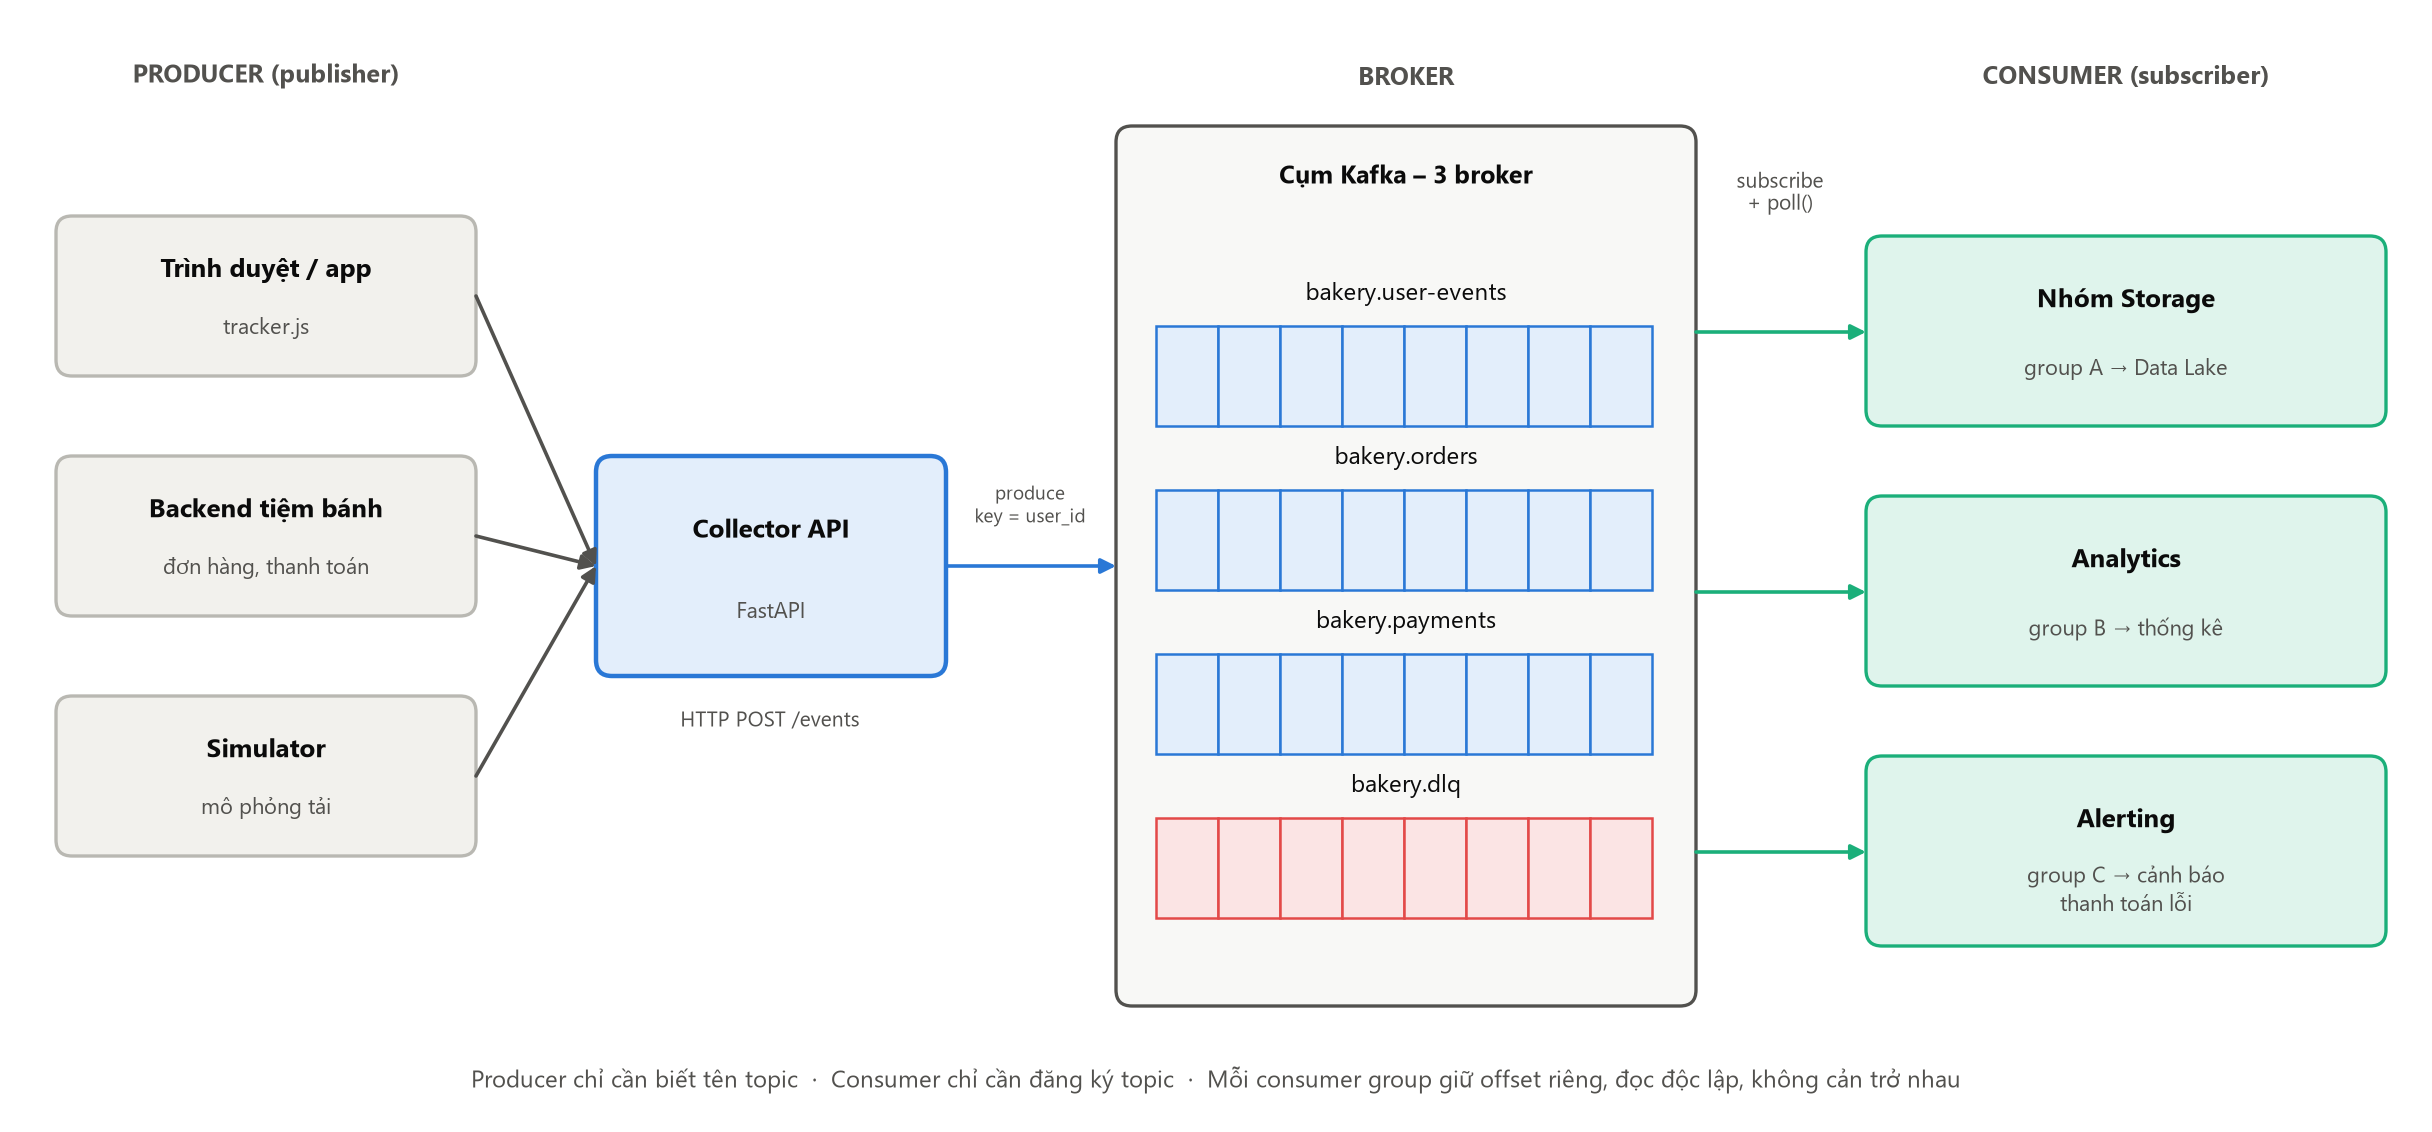 PRODUCER (publisher)
BROKER
CONSUMER (subscriber)
Trình duyệt / app
tracker.js
Backend tiệm bánh
đơn hàng, thanh toán
Simulator
mô phỏng tải
Collector API
FastAPI
HTTP POST /events
produce
key = user_id
Cụm Kafka – 3 broker
bakery.user-events
bakery.orders
bakery.payments
bakery.dlq
subscribe
+ poll()
Nhóm Storage
group A → Data Lake
Analytics
group B → thống kê
Alerting
group C → cảnh báo
thanh toán lỗi
Producer chỉ cần biết tên topic · Consumer chỉ cần đăng ký topic · Mỗi consumer group giữ offset riêng, đọc độc lập, không cản trở nhau